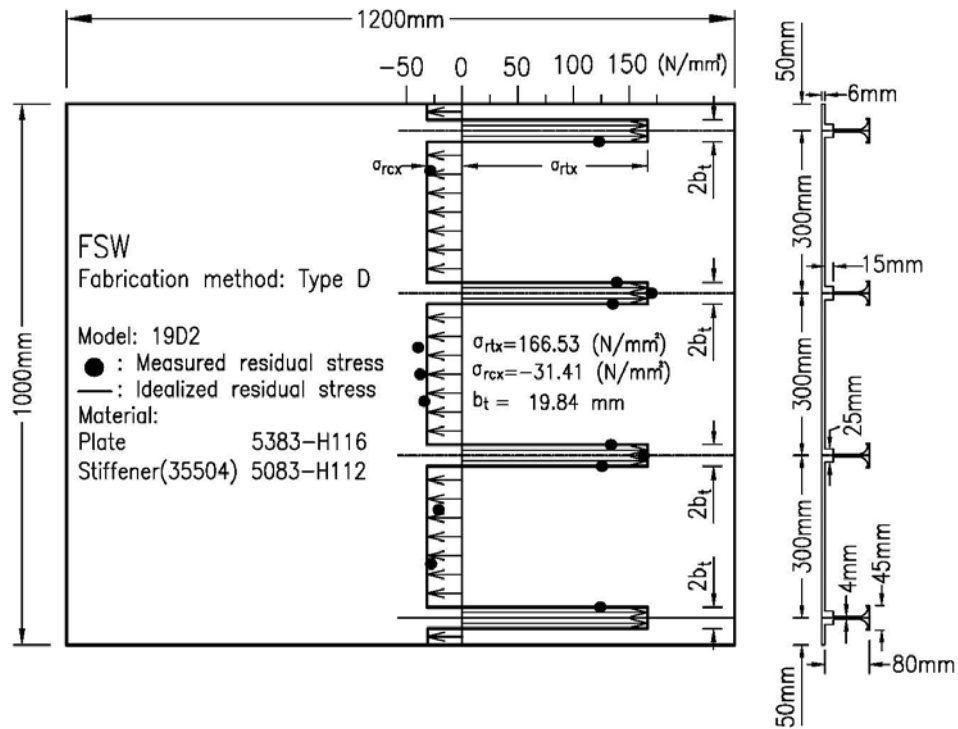 1200mm
-50 0 50 100 150 (N/mm²)
50mm
6mm
σrcx
σrtx
2bt
300mm
FSW
Fabrication method: Type D
15mm
Model: 19D2
● : Measured residual stress
— : Idealized residual stress
Material:
Plate 5383-H116
Stiffener(35504) 5083-H112
σrtx=166.53 (N/mm²)
σrcx=-31.41 (N/mm²)
bt = 19.84 mm
2bt
300mm
1000mm
25mm
2bt
300mm
4mm
45mm
80mm
50mm